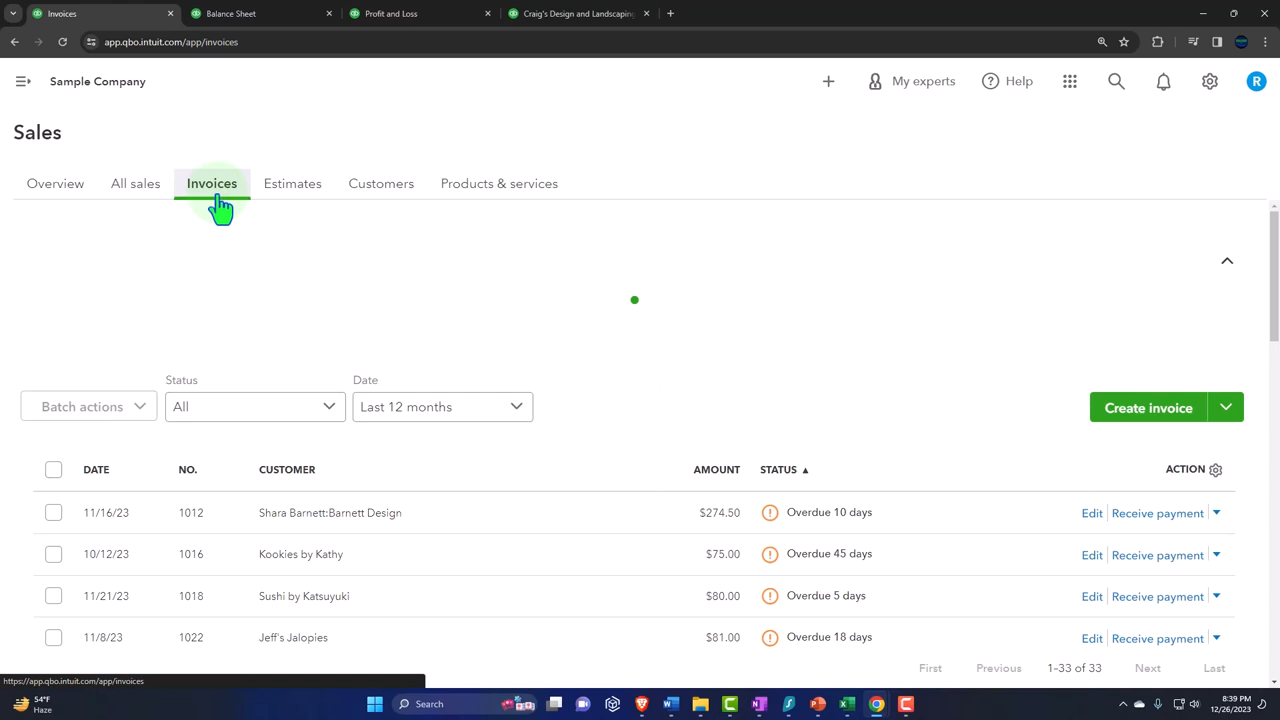 Invoices
Balance Sheet
Profit and Loss
Craig's Design and Landscaping
app.qbo.intuit.com/app/invoices
Sample Company
My experts
Help
R
Sales
Overview
All sales
Invoices
Estimates
Customers
Products & services
Status
Date
Batch actions
All
Last 12 months
Create invoice
DATE NO. CUSTOMER AMOUNT STATUS ▲ ACTION
11/16/23 1012 Shara Barnett:Barnett Design $274.50 Overdue 10 days Edit Receive payment
10/12/23 1016 Kookies by Kathy $75.00 Overdue 45 days Edit Receive payment
11/21/23 1018 Sushi by Katsuyuki $80.00 Overdue 5 days Edit Receive payment
11/8/23 1022 Jeff's Jalopies $81.00 Overdue 18 days Edit Receive payment
First Previous 1-33 of 33 Next Last
https://app.qbo.intuit.com/app/invoices
54°F
Haze
Search
8:39 PM
12/26/2023